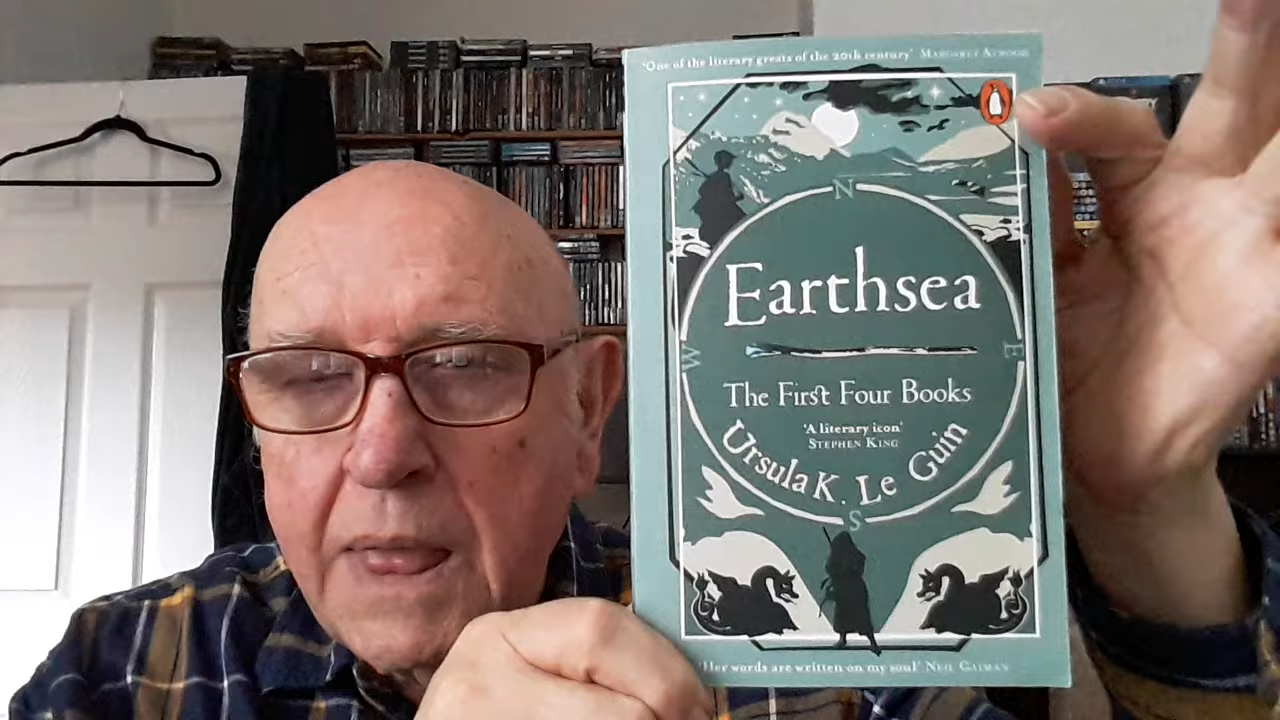 'One of the literary greats of the 20th century' MARGARET ATWOOD
N
Earthsea
W E
The First Four Books
'A literary icon'
STEPHEN KING
Ursula K. Le Guin
S
'Her words are written on my soul' NEIL GAIMAN